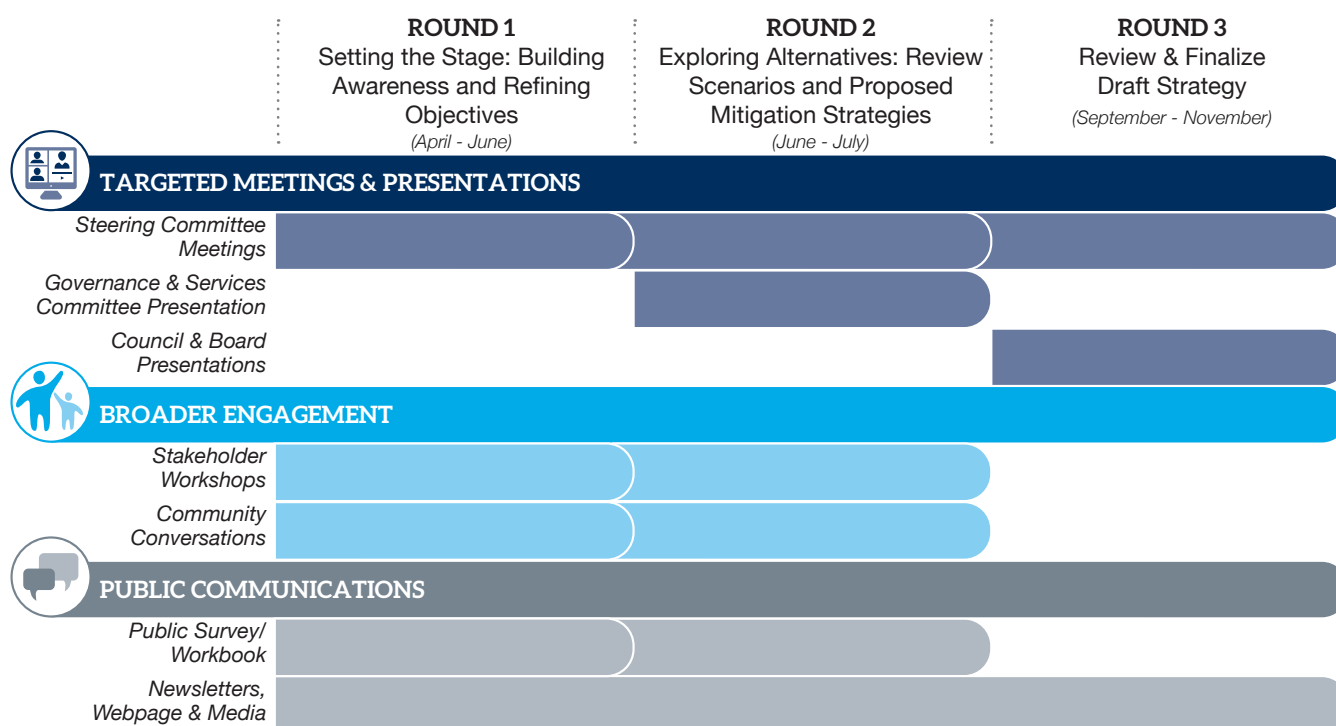 ROUND 1
Setting the Stage: Building
Awareness and Refining
Objectives
(April - June)
ROUND 2
Exploring Alternatives: Review
Scenarios and Proposed
Mitigation Strategies
(June - July)
ROUND 3
Review & Finalize
Draft Strategy
(September - November)
TARGETED MEETINGS & PRESENTATIONS
Steering Committee
Meetings
Governance & Services
Committee Presentation
Council & Board
Presentations
BROADER ENGAGEMENT
Stakeholder
Workshops
Community
Conversations
PUBLIC COMMUNICATIONS
Public Survey/
Workbook
Newsletters,
Webpage & Media